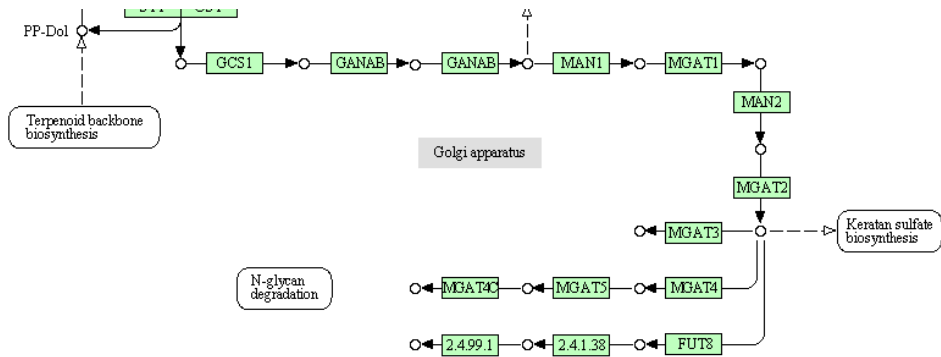 PP-Dol
GCS1
GANAB
GANAB
MAN1
MGAT1
MAN2
Terpenoid backbone
biosynthesis
Golgi apparatus
MGAT2
MGAT3
Keratan sulfate
biosynthesis
N-glycan
degradation
MGAT4C
MGAT5
MGAT4
2.4.99.1
2.4.1.38
FUT8